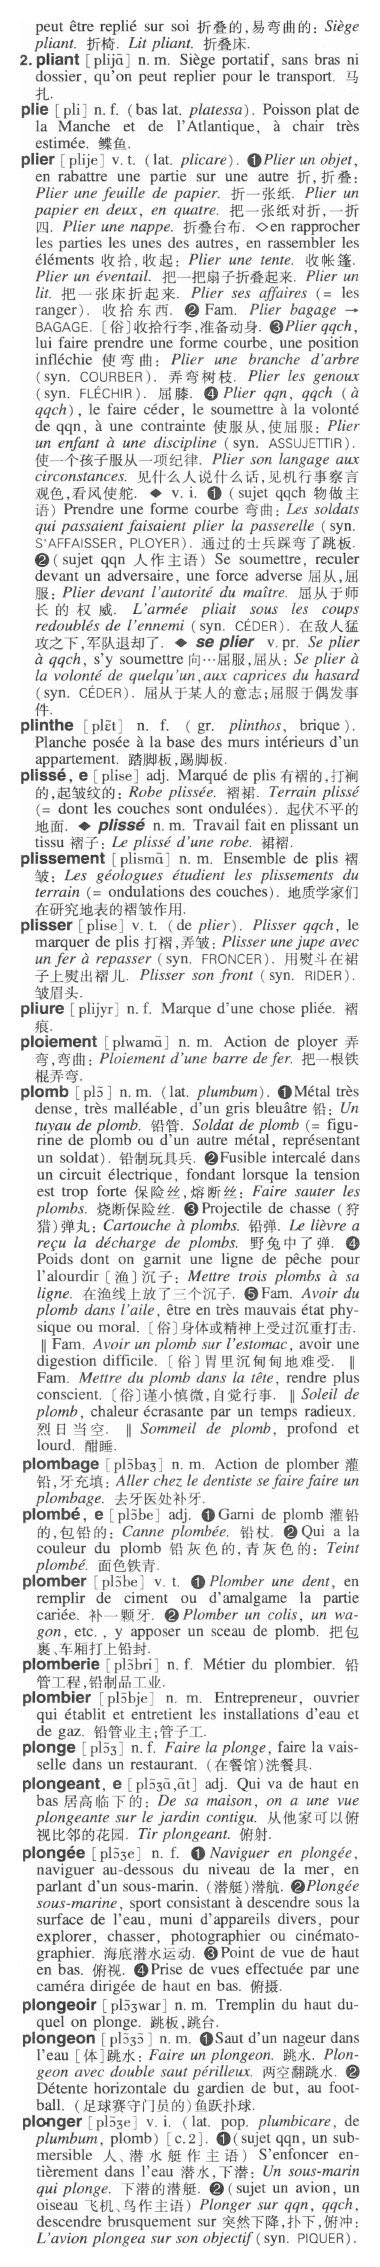 peut être replié sur soi 折叠的,易弯曲的: Siège
pliant. 折椅. Lit pliant. 折叠床.
2. pliant [plijɑ̃] n. m. Siège portatif, sans bras ni
dossier, qu'on peut replier pour le transport. 马
扎.
plie [pli] n. f. (bas lat. platessa). Poisson plat de
la Manche et de l'Atlantique, à chair très
estimée. 鲽鱼.
plier [plije] v. t. (lat. plicare). ❶Plier un objet,
en rabattre une partie sur une autre 折,折叠:
Plier une feuille de papier. 折一张纸. Plier un
papier en deux, en quatre. 把一张纸对折,一折
四. Plier une nappe. 折叠台布. ◇en rapprocher
les parties les unes des autres, en rassembler les
éléments 收拾,收起: Plier une tente. 收帐篷.
Plier un éventail. 把一把扇子折叠起来. Plier un
lit. 把一张床折起来. Plier ses affaires (= les
ranger). 收拾东西. ❷ Fam. Plier bagage →
BAGAGE. [俗]收拾行李,准备动身. ❸Plier qqch,
lui faire prendre une forme courbe, une position
infléchie 使弯曲: Plier une branche d'arbre
(syn. COURBER). 弄弯树枝. Plier les genoux
(syn. FLÉCHIR). 屈膝. ❹ Plier qqn, qqch (à
qqch), le faire céder, le soumettre à la volonté
de qqn, à une contrainte 使服从,使屈服: Plier
un enfant à une discipline (syn. ASSUJETTIR).
使一个孩子服从一项纪律. Plier son langage aux
circonstances. 见什么人说什么话,见机行事察言
观色,看风使舵. ◆ v. i. ❶ (sujet qqch 物做主
语) Prendre une forme courbe 弯曲: Les soldats
qui passaient faisaient plier la passerelle (syn.
S'AFFAISSER, PLOYER). 通过的士兵踩弯了跳板.
❷(sujet qqn 人作主语) Se soumettre, reculer
devant un adversaire, une force adverse 屈从,屈
服: Plier devant l'autorité du maître. 屈从于师
长的权威. L'armée pliait sous les coups
redoublés de l'ennemi (syn. CÉDER). 在敌人猛
攻之下,军队退却了. ◆ se plier v. pr. Se plier
à qqch, s'y soumettre 向…屈服,屈从: Se plier à
la volonté de quelqu'un,aux caprices du hasard
(syn. CÉDER). 屈从于某人的意志;屈服于偶发事
件.
plinthe [plɛ̃t] n. f. ( gr. plinthos, brique).
Planche posée à la base des murs intérieurs d'un
appartement. 踏脚板,踢脚板.
plissé, e [plise] adj. Marqué de plis 有褶的,打裥
的,起皱纹的: Robe plissée. 褶裙. Terrain plissé
(= dont les couches sont ondulées). 起伏不平的
地面. ◆ plissé n. m. Travail fait en plissant un
tissu 褶子: Le plissé d'une robe. 裙褶.
plissement [plismɑ̃] n. m. Ensemble de plis 褶
皱: Les géologues étudient les plissements du
terrain (= ondulations des couches). 地质学家们
在研究地表的褶皱作用.
plisser [plise] v. t. (de plier). Plisser qqch, le
marquer de plis 打褶,弄皱: Plisser une jupe avec
un fer à repasser (syn. FRONCER). 用熨斗在裙
子上熨出褶儿. Plisser son front (syn. RIDER).
皱眉头.
pliure [plijyr] n. f. Marque d'une chose pliée. 褶
痕.
ploiement [plwamɑ̃] n. m. Action de ployer 弄
弯,弯曲: Ploiement d'une barre de fer. 把一根铁
棍弄弯.
plomb [plɔ̃] n. m. (lat. plumbum). ❶Métal très
dense, très malléable, d'un gris bleuâtre 铅: Un
tuyau de plomb. 铅管. Soldat de plomb (= figu-
rine de plomb ou d'un autre métal, représentant
un soldat). 铅制玩具兵. ❷Fusible intercalé dans
un circuit électrique, fondant lorsque la tension
est trop forte 保险丝,熔断丝: Faire sauter les
plombs. 烧断保险丝. ❸Projectile de chasse (狩
猎)弹丸: Cartouche à plombs. 铅弹. Le lièvre a
reçu la décharge de plombs. 野兔中了弹. ❹
Poids dont on garnit une ligne de pêche pour
l'alourdir [渔]沉子: Mettre trois plombs à sa
ligne. 在渔线上放了三个沉子. ❺Fam. Avoir du
plomb dans l'aile, être en très mauvais état phy-
sique ou moral. [俗]身体或精神上受过沉重打击.
‖ Fam. Avoir un plomb sur l'estomac, avoir une
digestion difficile. [俗]胃里沉甸甸地难受. ‖
Fam. Mettre du plomb dans la tête, rendre plus
conscient. [俗]谨小慎微,自觉行事. ‖ Soleil de
plomb, chaleur écrasante par un temps radieux.
烈日当空. ‖ Sommeil de plomb, profond et
lourd. 酣睡.
plombage [plɔ̃baʒ] n. m. Action de plomber 灌
铅,牙充填: Aller chez le dentiste se faire faire un
plombage. 去牙医处补牙.
plombé, e [plɔ̃be] adj. ❶Garni de plomb 灌铅
的,包铅的: Canne plombée. 铅杖. ❷Qui a la
couleur du plomb 铅灰色的,青灰色的: Teint
plombé. 面色铁青.
plomber [plɔ̃be] v. t. ❶ Plomber une dent, en
remplir de ciment ou d'amalgame la partie
cariée. 补一颗牙. ❷ Plomber un colis, un wa-
gon, etc., y apposer un sceau de plomb. 把包
裹、车厢打上铅封.
plomberie [plɔ̃bri] n. f. Métier du plombier. 铅
管工程,铅制品工业.
plombier [plɔ̃bje] n. m. Entrepreneur, ouvrier
qui établit et entretient les installations d'eau et
de gaz. 铅管业主;管子工.
plonge [plɔ̃ʒ] n. f. Faire la plonge, faire la vais-
selle dans un restaurant. (在餐馆)洗餐具.
plongeant, e [plɔ̃ʒɑ̃,ɑ̃t] adj. Qui va de haut en
bas 居高临下的: De sa maison, on a une vue
plongeante sur le jardin contigu. 从他家可以俯
视比邻的花园. Tir plongeant. 俯射.
plongée [plɔ̃ʒe] n. f. ❶ Naviguer en plongée,
naviguer au-dessous du niveau de la mer, en
parlant d'un sous-marin. (潜艇)潜航. ❷Plongée
sous-marine, sport consistant à descendre sous la
surface de l'eau, muni d'appareils divers, pour
explorer, chasser, photographier ou cinémato-
graphier. 海底潜水运动. ❸Point de vue de haut
en bas. 俯视. ❹Prise de vues effectuée par une
caméra dirigée de haut en bas. 俯摄.
plongeoir [plɔ̃ʒwar] n. m. Tremplin du haut du-
quel on plonge. 跳板,跳台.
plongeon [plɔ̃ʒɔ̃] n. m. ❶Saut d'un nageur dans
l'eau [体]跳水: Faire un plongeon. 跳水. Plon-
geon avec double saut périlleux. 两空翻跳水. ❷
Détente horizontale du gardien de but, au foot-
ball. (足球赛守门员的)鱼跃扑球.
plonger [plɔ̃ʒe] v. i. (lat. pop. plumbicare, de
plumbum, plomb) [c.2]. ❶(sujet qqn, un sub-
mersible 人、潜水艇作主语) S'enfoncer en-
tièrement dans l'eau 潜水,下潜: Un sous-marin
qui plonge. 下潜的潜艇. ❷(sujet un avion, un
oiseau 飞机、鸟作主语) Plonger sur qqn, qqch,
descendre brusquement sur 突然下降,扑下,俯冲:
L'avion plongea sur son objectif (syn. PIQUER).